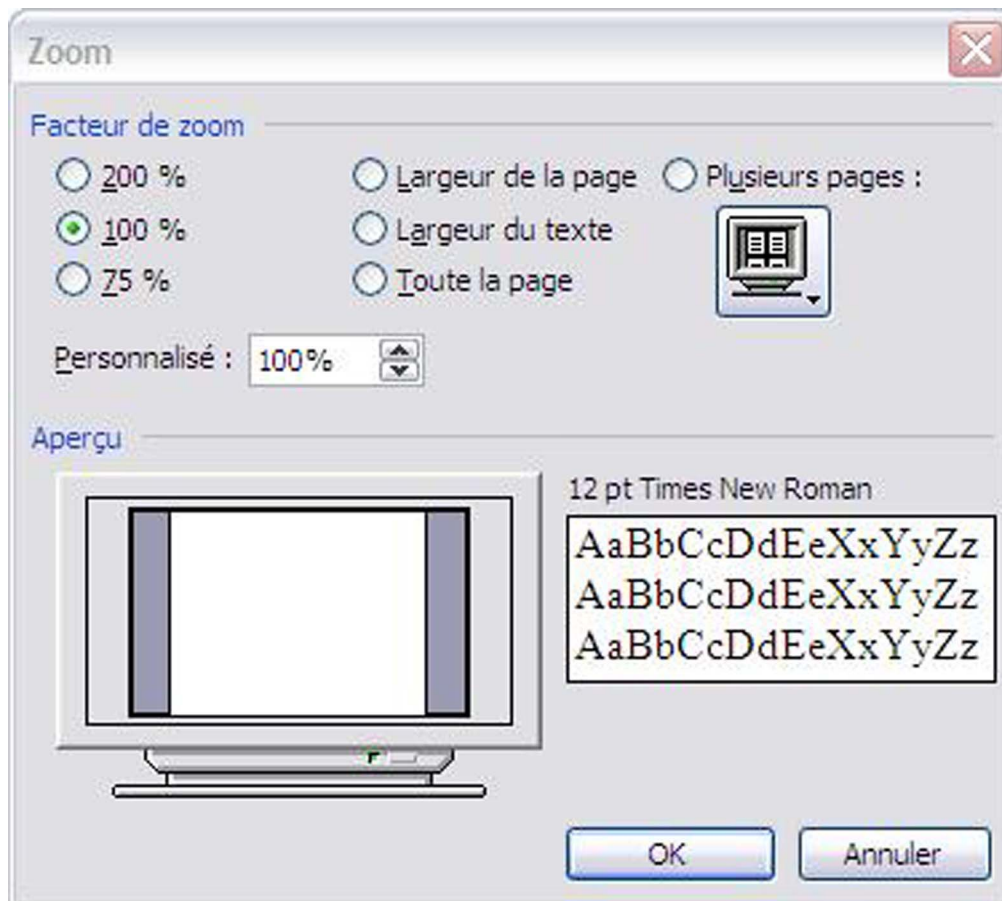 Zoom
Facteur de zoom
200 % Largeur de la page Plusieurs pages :
100 % Largeur du texte
75 % Toute la page
Personnalisé : 100%
Aperçu
12 pt Times New Roman
AaBbCcDdEeXxYyZz
AaBbCcDdEeXxYyZz
AaBbCcDdEeXxYyZz
OK Annuler